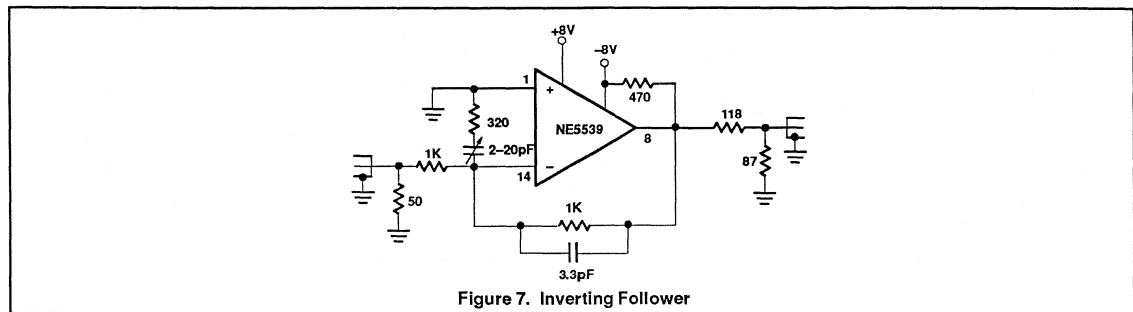 +8V
–8V
1
+
470
320
NE5539
118
8
2–20pF
1K
–
14
87
50
1K
3.3pF
Figure 7. Inverting Follower